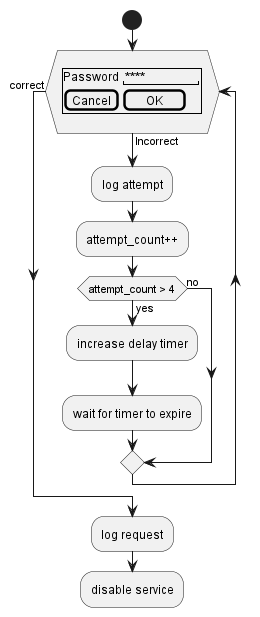 Password ****
correct
Cancel OK
Incorrect
log attempt
attempt_count++
attempt_count > 4
no
yes
increase delay timer
wait for timer to expire
log request
disable service